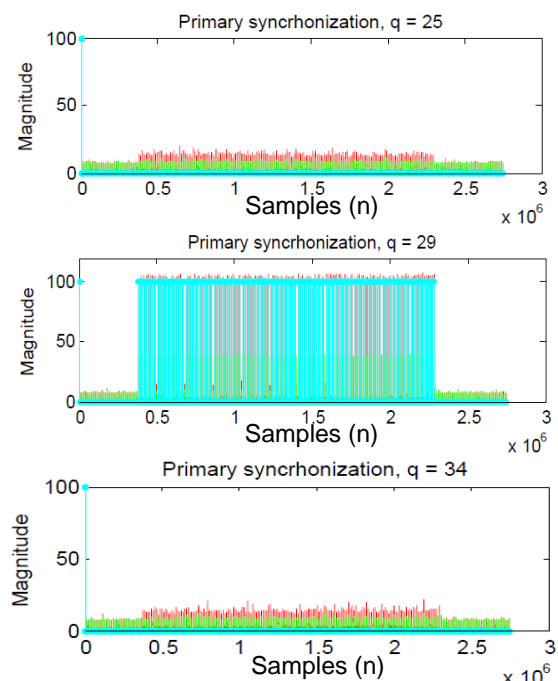 Primary syncrhonization, q = 25
100
50
0
Magnitude
0
0.5
1
1.5
2
2.5
3
Samples (n)
x 10^6
Primary syncrhonization, q = 29
100
50
0
Magnitude
0
0.5
1
1.5
2
2.5
3
Samples (n)
x 10^6
Primary syncrhonization, q = 34
100
50
0
Magnitude
0
0.5
1
1.5
2
2.5
3
Samples (n)
x 10^6